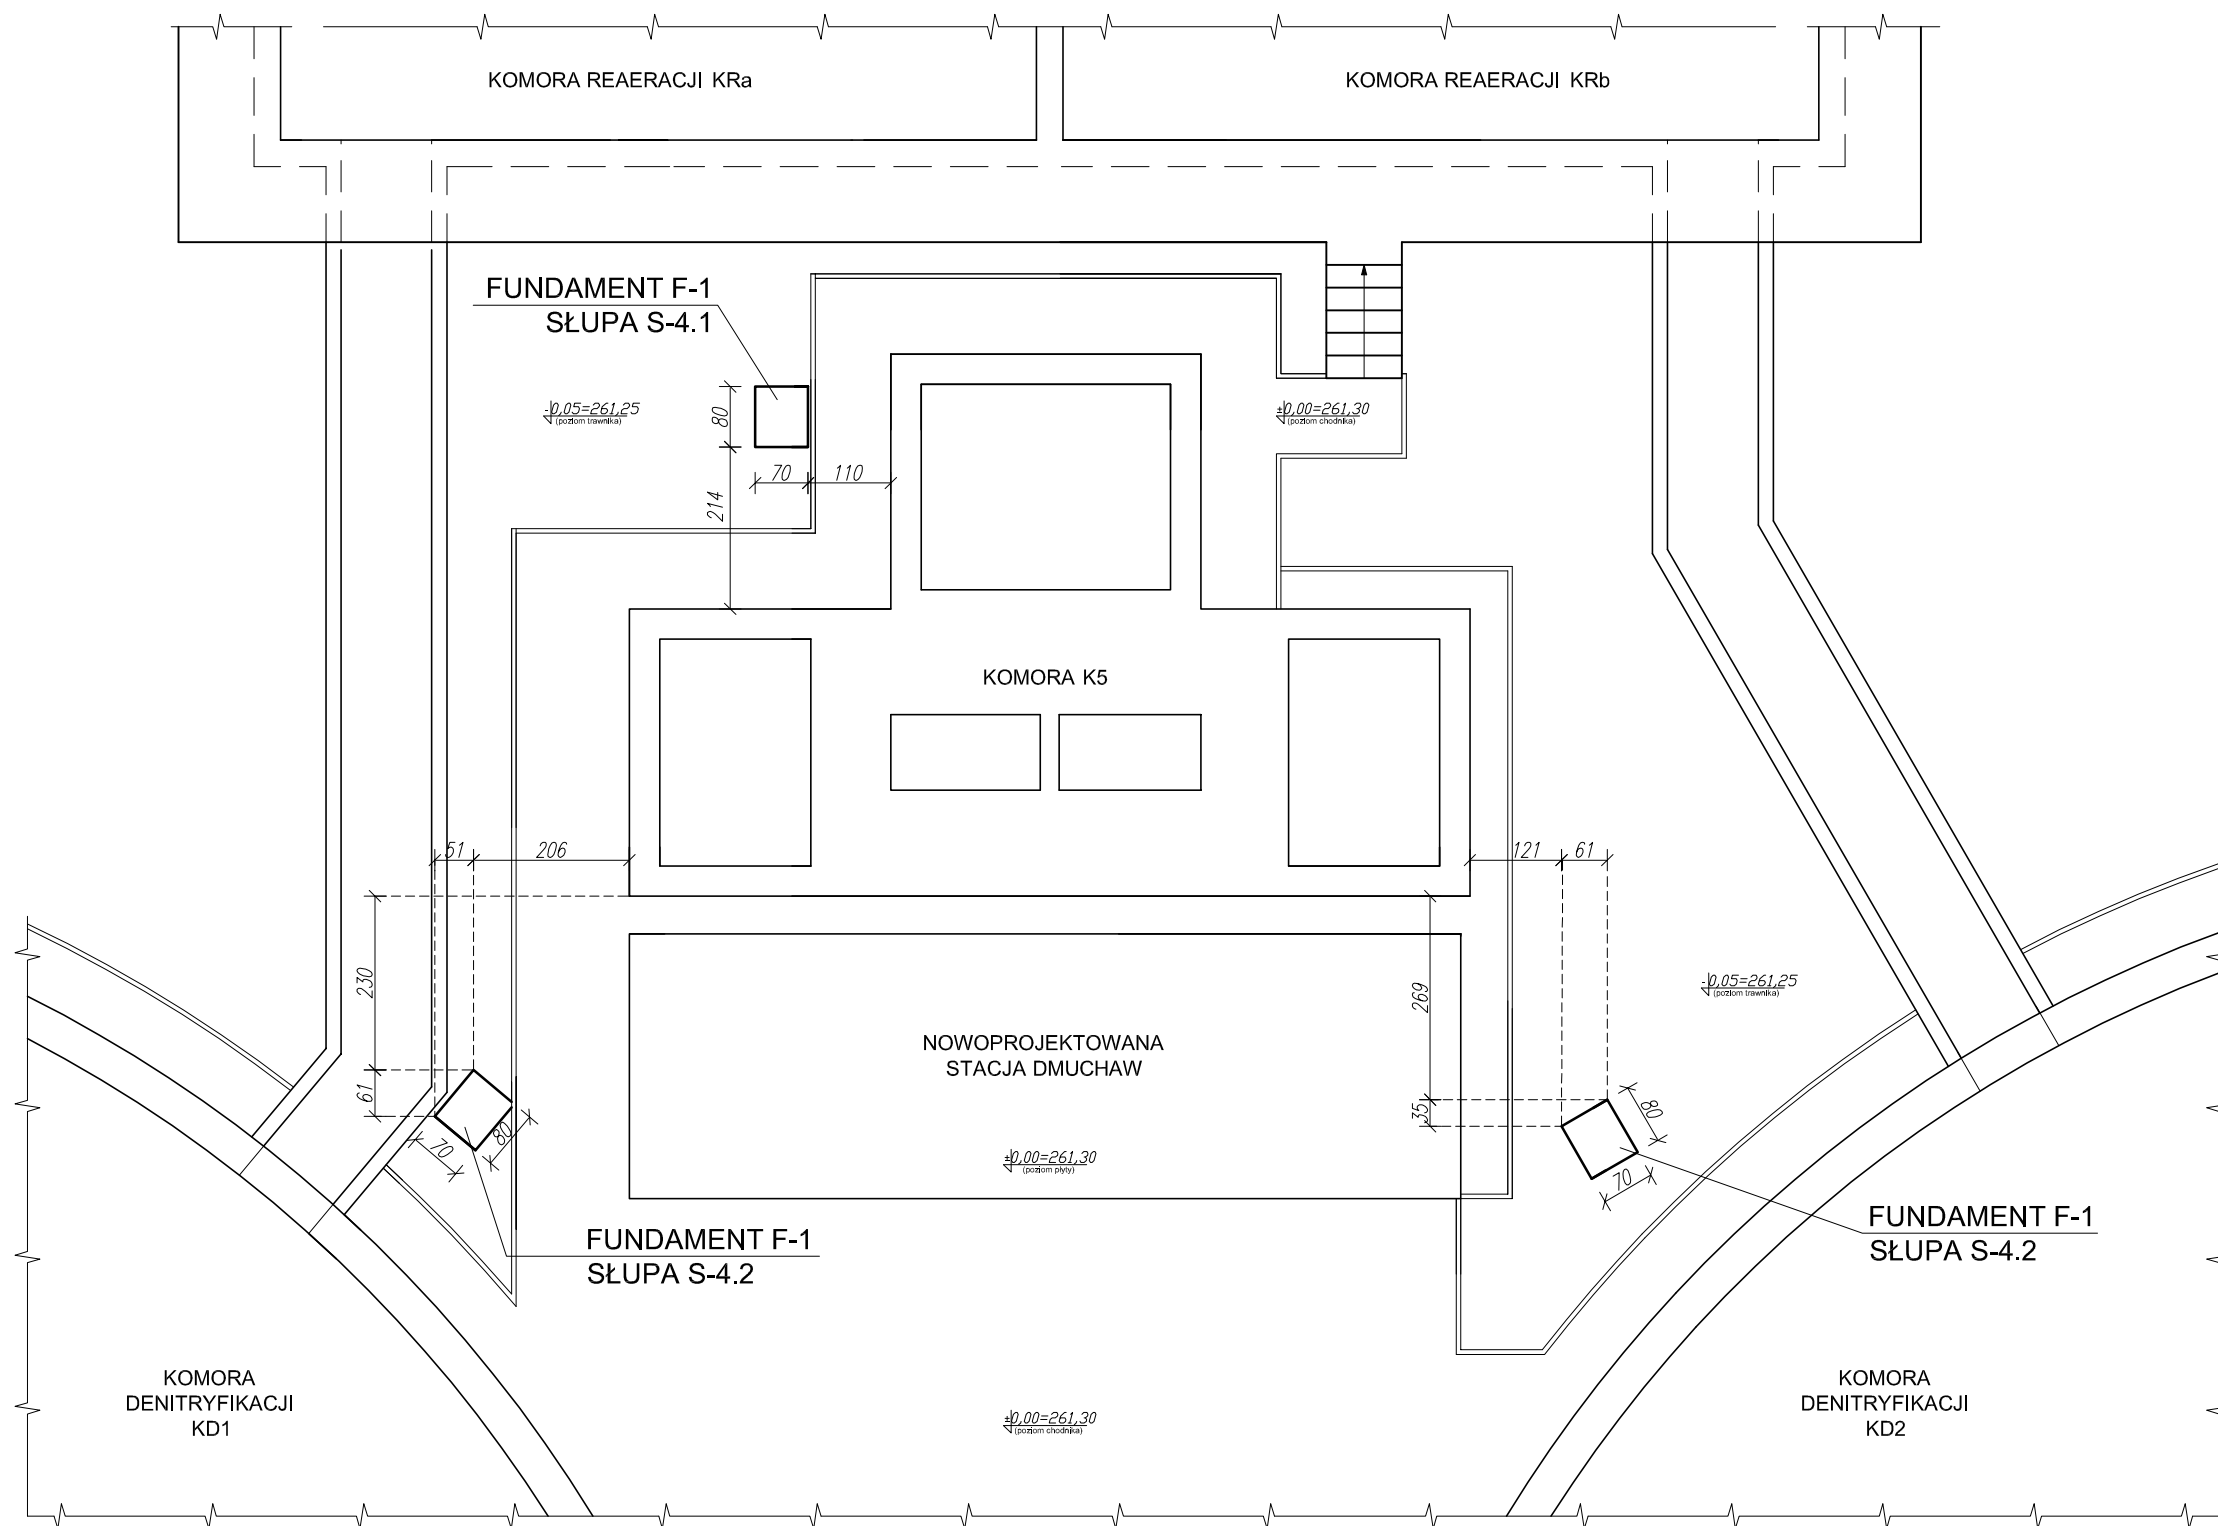 KOMORA REAERACJI KRa
KOMORA REAERACJI KRb
FUNDAMENT F-1
SŁUPA S-4.1
-0,05=261,25
(poziom trawnika)
±0,00=261,30
(poziom chodnika)
80
70
110
214
KOMORA K5
51
206
121
61
230
269
-0,05=261,25
(poziom trawnika)
NOWOPROJEKTOWANA
STACJA DMUCHAW
61
35
80
70
80
70
±0,00=261,30
(poziom płyty)
FUNDAMENT F-1
SŁUPA S-4.2
FUNDAMENT F-1
SŁUPA S-4.2
KOMORA
DENITRYFIKACJI
KD1
±0,00=261,30
(poziom chodnika)
KOMORA
DENITRYFIKACJI
KD2